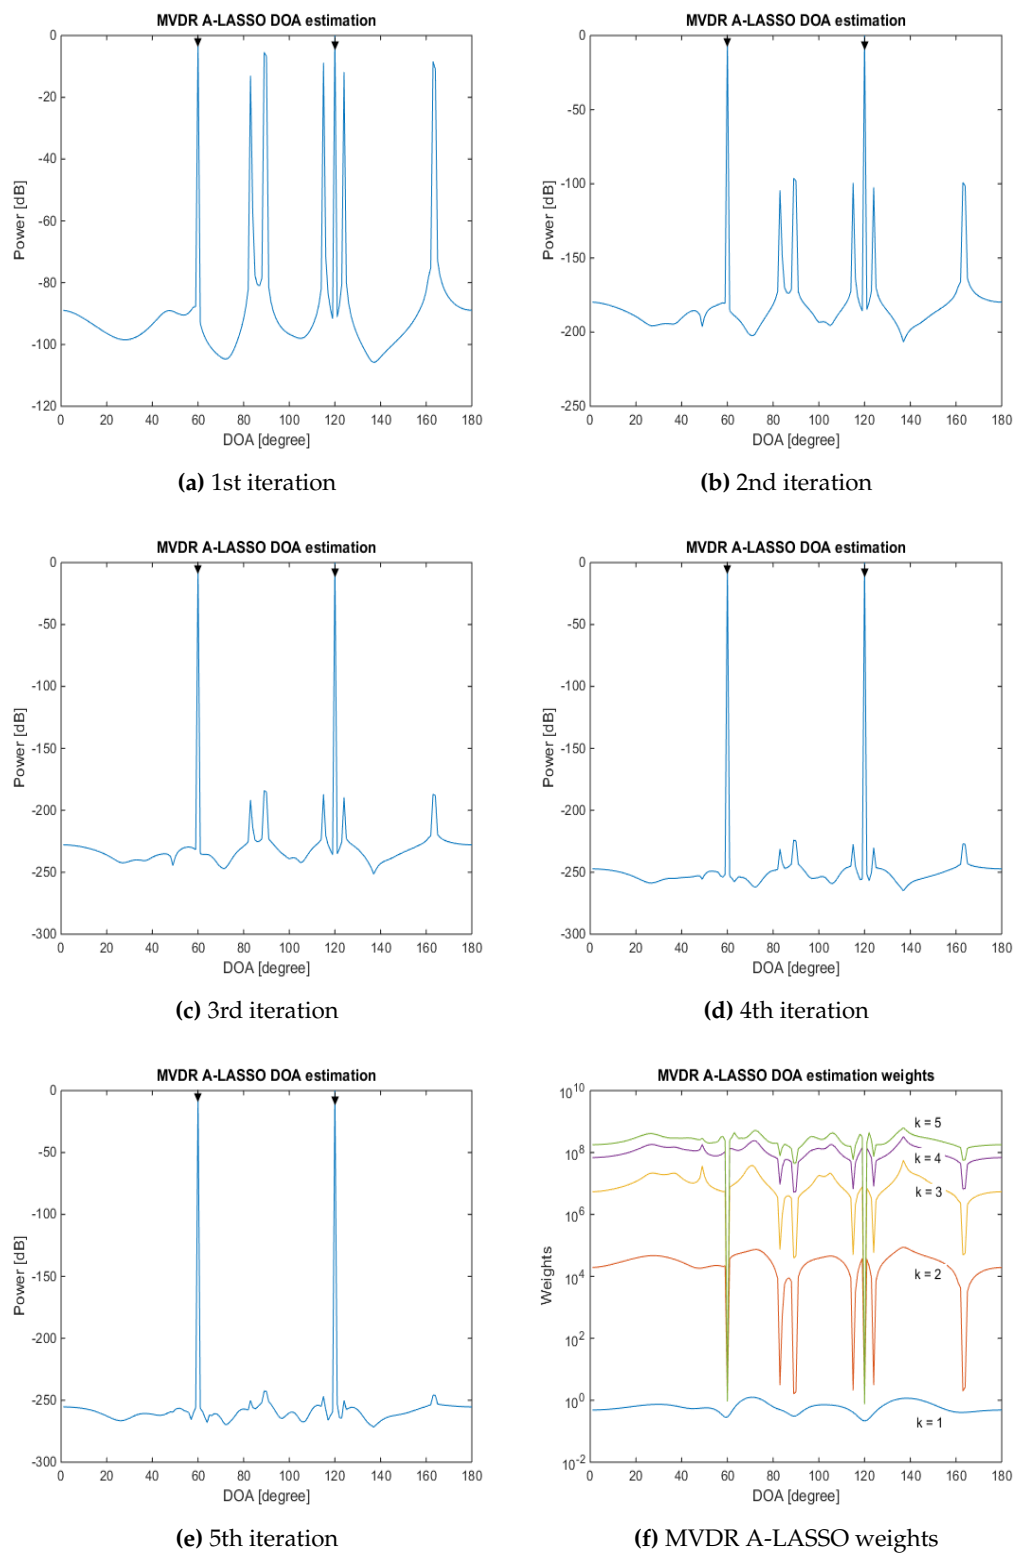 MVDR A-LASSO DOA estimation
0
-20
-40
-60
-80
-100
-120
Power [dB]
0 20 40 60 80 100 120 140 160 180
DOA [degree]
(a) 1st iteration
MVDR A-LASSO DOA estimation
0
-50
-100
-150
-200
-250
Power [dB]
0 20 40 60 80 100 120 140 160 180
DOA [degree]
(b) 2nd iteration
MVDR A-LASSO DOA estimation
0
-50
-100
-150
-200
-250
-300
Power [dB]
0 20 40 60 80 100 120 140 160 180
DOA [degree]
(c) 3rd iteration
MVDR A-LASSO DOA estimation
0
-50
-100
-150
-200
-250
-300
Power [dB]
0 20 40 60 80 100 120 140 160 180
DOA [degree]
(d) 4th iteration
MVDR A-LASSO DOA estimation
0
-50
-100
-150
-200
-250
-300
Power [dB]
0 20 40 60 80 100 120 140 160 180
DOA [degree]
(e) 5th iteration
MVDR A-LASSO DOA estimation weights
10^10
10^8
10^6
10^4
10^2
10^0
10^-2
Weights
k = 5
k = 4
k = 3
k = 2
k = 1
0 20 40 60 80 100 120 140 160 180
DOA [degree]
(f) MVDR A-LASSO weights